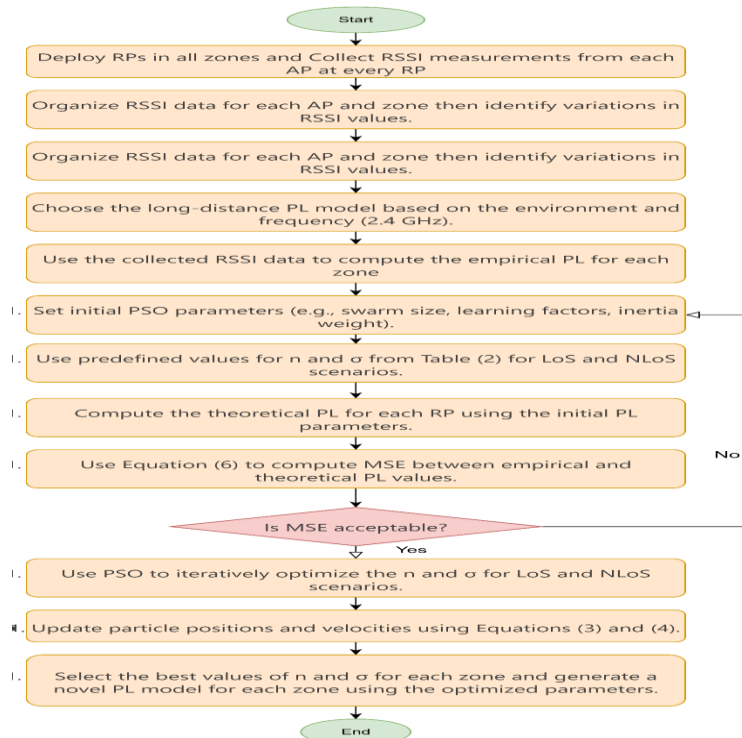 Start
Deploy RPs in all zones and Collect RSSI measurements from each
AP at every RP
Organize RSSI data for each AP and zone then identify variations in
RSSI values.
Organize RSSI data for each AP and zone then identify variations in
RSSI values.
Choose the long-distance PL model based on the environment and
frequency (2.4 GHz).
Use the collected RSSI data to compute the empirical PL for each
zone
Set initial PSO parameters (e.g., swarm size, learning factors, inertia
weight).
Use predefined values for n and σ from Table (2) for LoS and NLoS
scenarios.
Compute the theoretical PL for each RP using the initial PL
parameters.
No
Use Equation (6) to compute MSE between empirical and
theoretical PL values.
Is MSE acceptable?
Yes
Use PSO to iteratively optimize the n and σ for LoS and NLoS
scenarios.
Update particle positions and velocities using Equations (3) and (4).
Select the best values of n and σ for each zone and generate a
novel PL model for each zone using the optimized parameters.
End